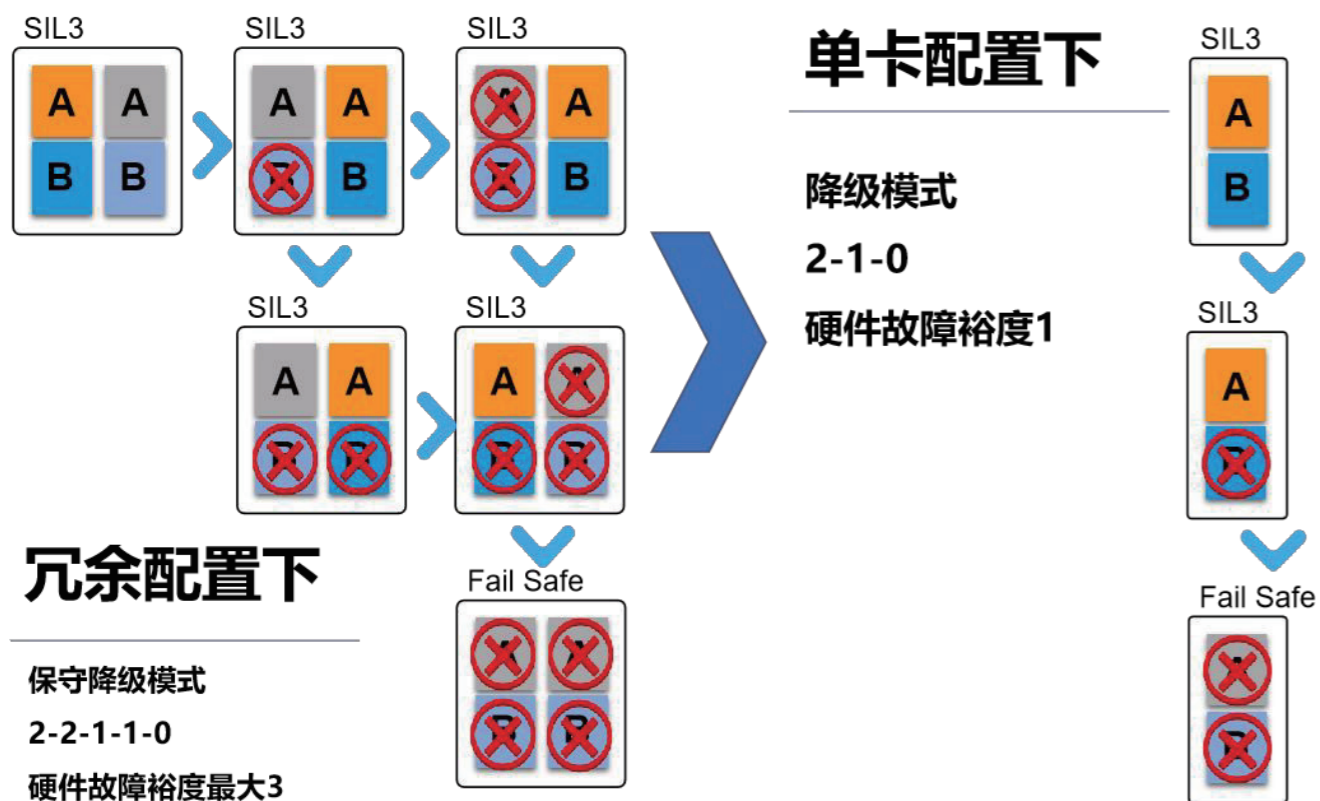 SIL3
SIL3
SIL3
A A
B B
A A
B
A
B
SIL3
SIL3
A A
A
Fail Safe
冗余配置下
保守降级模式
2-2-1-1-0
硬件故障裕度最大3
单卡配置下
降级模式
2-1-0
硬件故障裕度1
SIL3
A
B
SIL3
A
Fail Safe